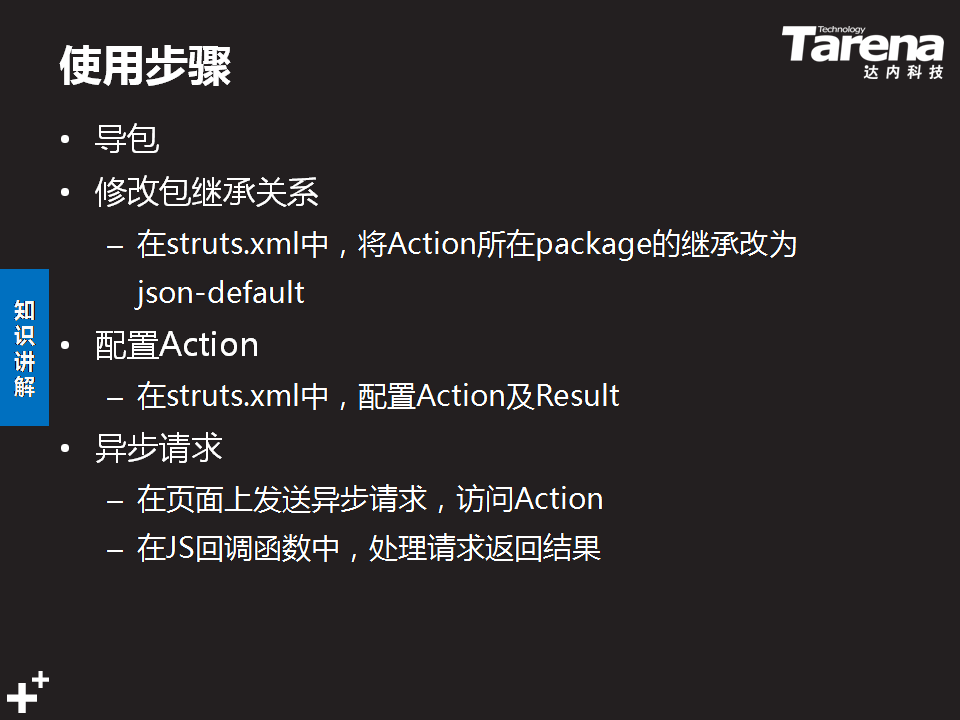 使用步骤
Technology
Tarena
达内科技
• 导包
• 修改包继承关系
– 在struts.xml中，将Action所在package的继承改为
json-default
知识讲解
• 配置Action
– 在struts.xml中，配置Action及Result
• 异步请求
– 在页面上发送异步请求，访问Action
– 在JS回调函数中，处理请求返回结果